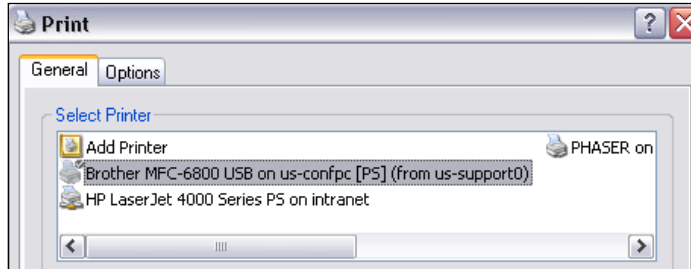 Print
General Options
Select Printer
Add Printer PHASER on
Brother MFC-6800 USB on us-confpc [PS] (from us-support0)
HP LaserJet 4000 Series PS on intranet